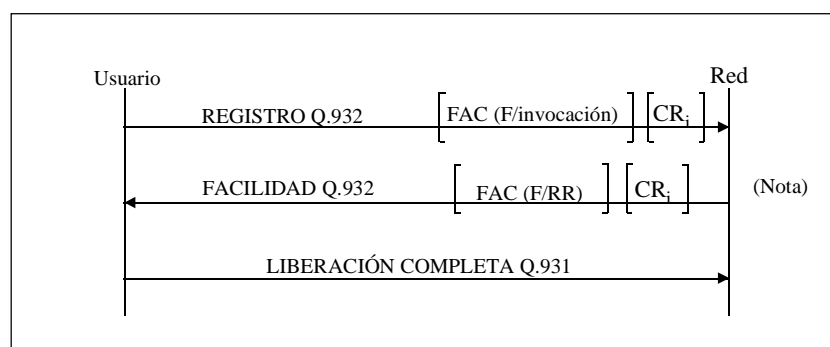 Usuario
Red
REGISTRO Q.932 [FAC (F/invocación)] [CRi]
FACILIDAD Q.932 [FAC (F/RR)] [CRi] (Nota)
LIBERACIÓN COMPLETA Q.931